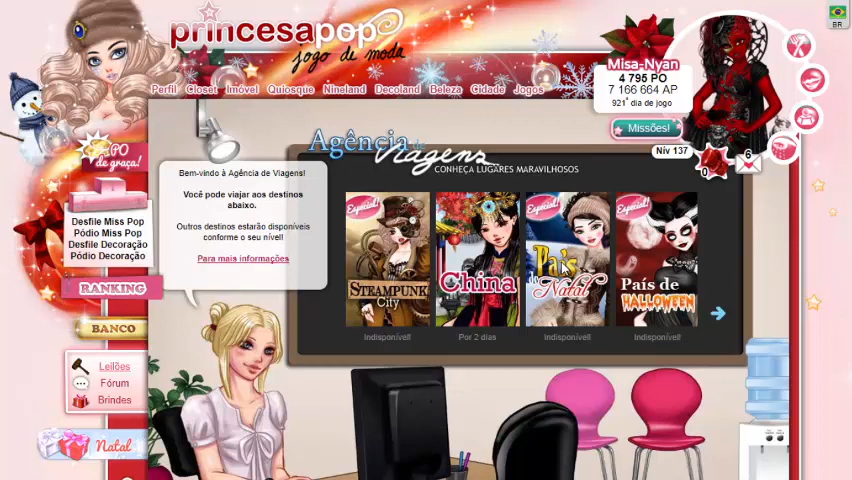 princesapop
jogo de moda
BR
Misa-Nyan
4 795 PO
7 166 664 AP
921° dia de jogo
Missões!
Nív 137
0
6
Perfil Closet Imóvel Quiosque Nineland Decoland Beleza Cidade Jogos
PO
de graça!
Desfile Miss Pop
Pódio Miss Pop
Desfile Decoração
Pódio Decoração
RANKING
BANCO
Leilões
Fórum
Brindes
Natal
Bem-vindo à Agência de Viagens!
Você pode viajar aos destinos
abaixo.
Outros destinos estarão disponíveis
conforme o seu nível!
Para mais informações
Agência de
Viagens
CONHEÇA LUGARES MARAVILHOSOS
Especial!
STEAMPUNK
City
Indisponível!
China
Por 2 dias
Especial!
País
do Natal
Indisponível!
Especial!
País de
HALLOWEEN
Indisponível!